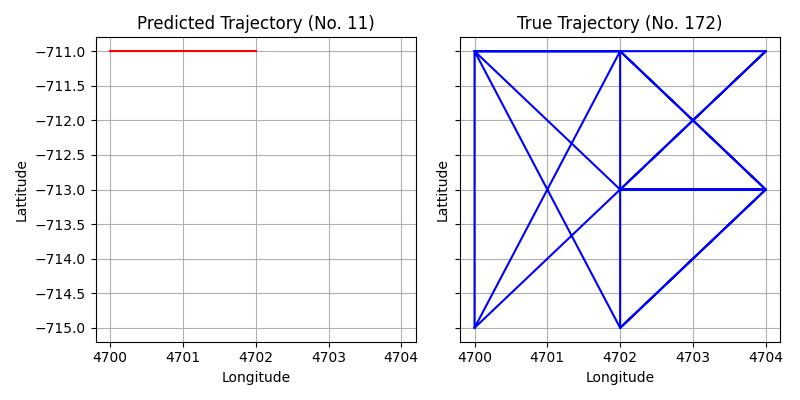 Predicted Trajectory (No. 11)
−711.0
−711.5
−712.0
−712.5
−713.0
−713.5
−714.0
−714.5
−715.0
Lattitude
4700 4701 4702 4703 4704
Longitude
True Trajectory (No. 172)
Lattitude
4700 4701 4702 4703 4704
Longitude